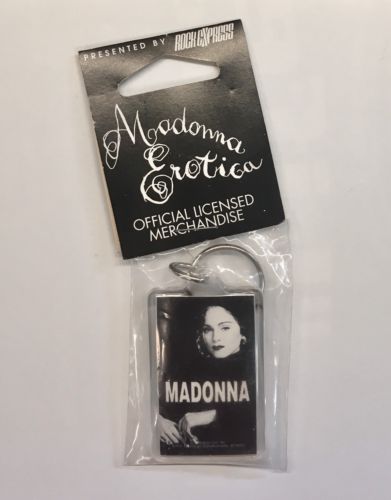 PRESENTED BY ROCK EXPRESS
Madonna
Erotica
OFFICIAL LICENSED
MERCHANDISE
MADONNA